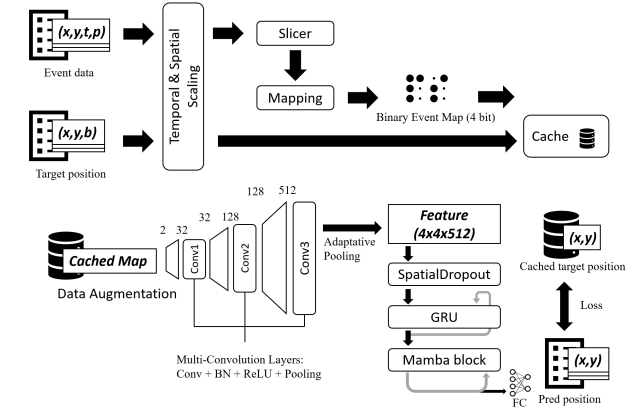 (x,y,t,p)
Event data
(x,y,b)
Target position
Temporal & Spatial
Scaling
Slicer
Mapping
Binary Event Map (4 bit)
Cache
Cached Map
Data Augmentation
2
32
Conv1
32
128
Conv2
128
512
Conv3
Multi-Convolution Layers:
Conv + BN + ReLU + Pooling
Adaptative
Pooling
Feature
(4x4x512)
SpatialDropout
GRU
Mamba block
FC
(x,y)
Cached target position
Loss
(x,y)
Pred position